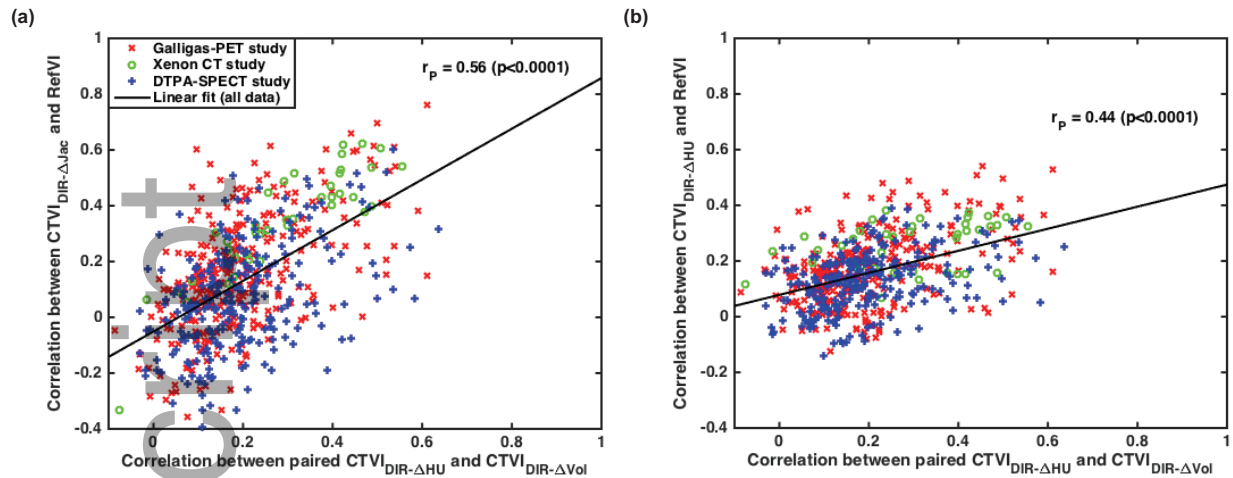 (a)
(b)
Galligas-PET study
Xenon CT study
DTPA-SPECT study
Linear fit (all data)
r_P = 0.56 (p<0.0001)
1
0.8
0.6
0.4
0.2
0
-0.2
-0.4
0
0.2
0.4
0.6
0.8
1
Correlation between CTVI_DIR-ΔJac and RefVI
Correlation between paired CTVI_DIR-ΔHU and CTVI_DIR-ΔVol
r_P = 0.44 (p<0.0001)
1
0.8
0.6
0.4
0.2
0
-0.2
-0.4
0
0.2
0.4
0.6
0.8
1
Correlation between CTVI_DIR-ΔHU and RefVI
Correlation between paired CTVI_DIR-ΔHU and CTVI_DIR-ΔVol
cript